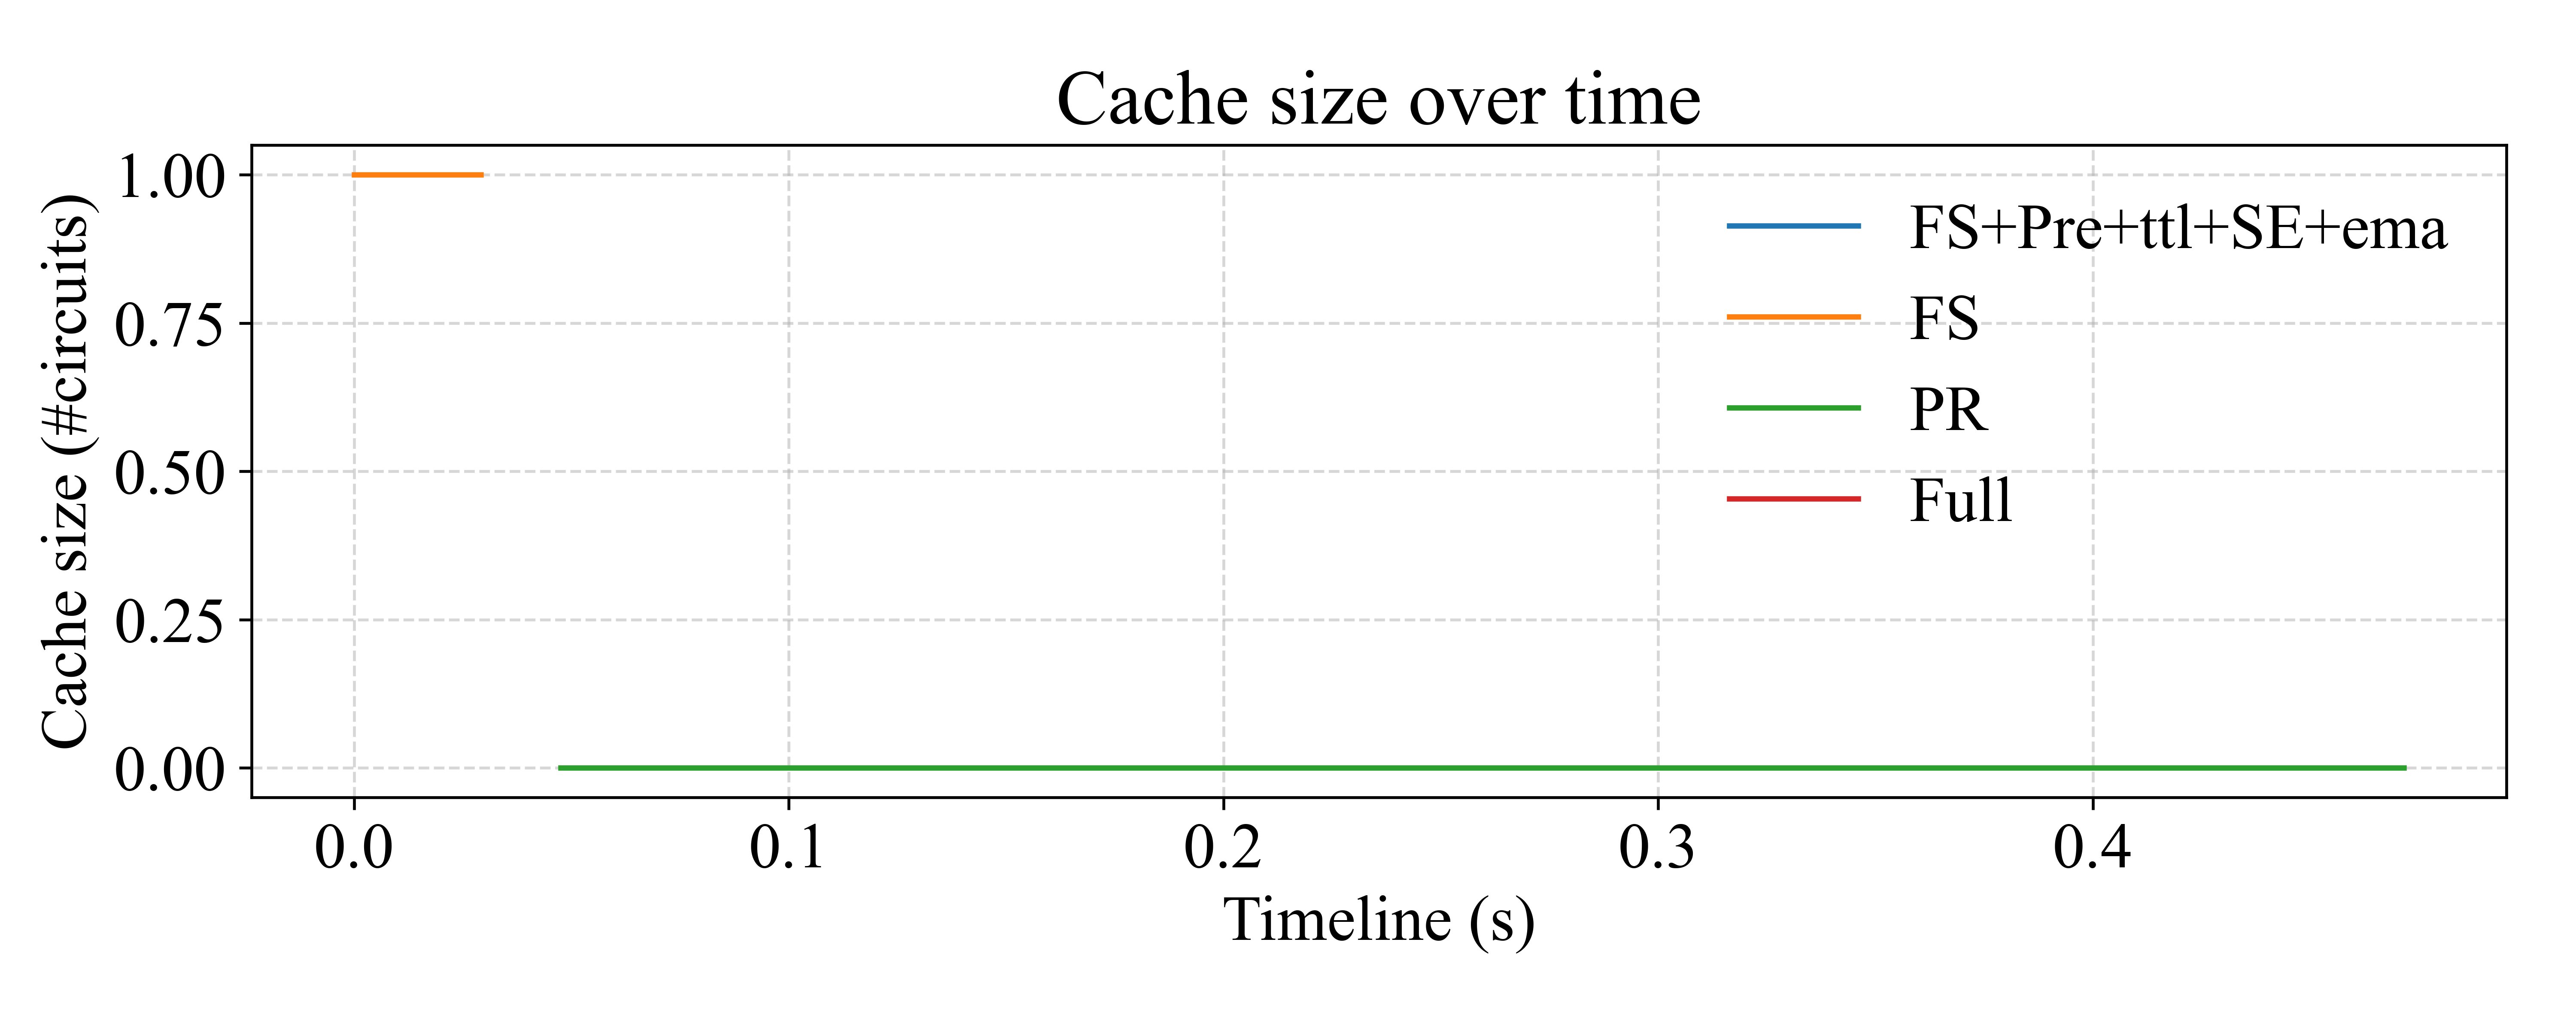 Cache size over time
Cache size (#circuits)
1.00
0.75
0.50
0.25
0.00
FS+Pre+ttl+SE+ema
FS
PR
Full
0.0 0.1 0.2 0.3 0.4
Timeline (s)